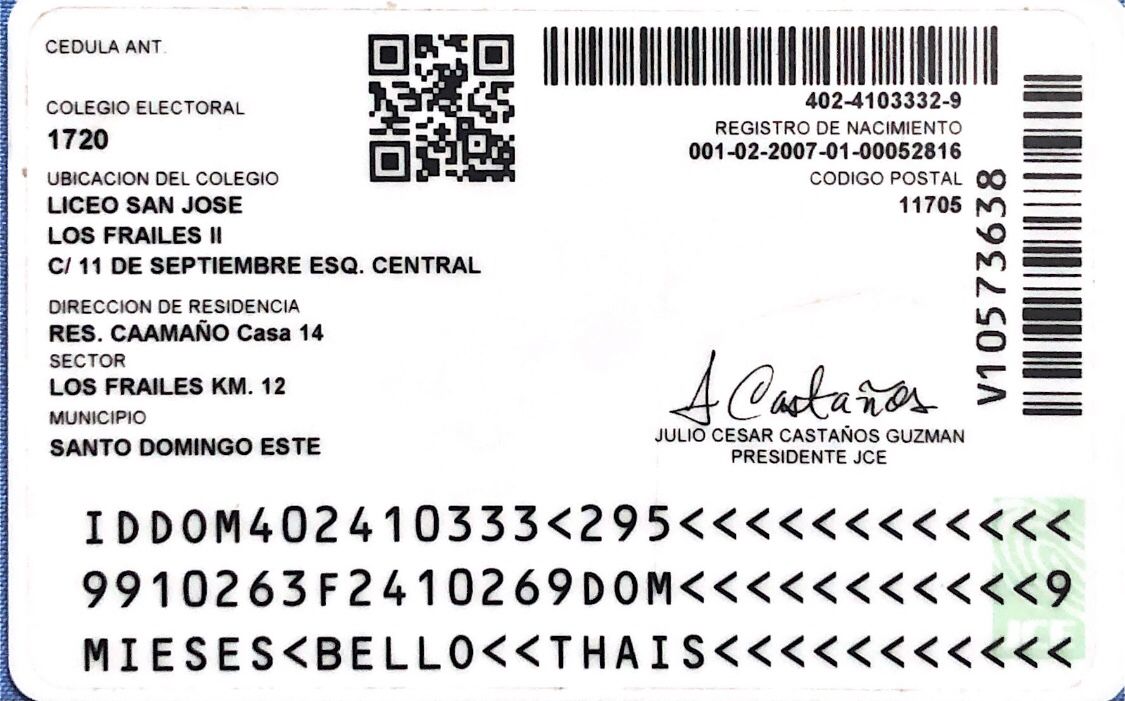 CEDULA ANT.
COLEGIO ELECTORAL
1720
UBICACION DEL COLEGIO
LICEO SAN JOSE
LOS FRAILES II
C/ 11 DE SEPTIEMBRE ESQ. CENTRAL
DIRECCION DE RESIDENCIA
RES. CAAMAÑO Casa 14
SECTOR
LOS FRAILES KM. 12
MUNICIPIO
SANTO DOMINGO ESTE
402-4103332-9
REGISTRO DE NACIMIENTO
001-02-2007-01-00052816
CODIGO POSTAL
11705
V10573638
J Castaños
JULIO CESAR CASTAÑOS GUZMAN
PRESIDENTE JCE
IDDOM402410333<295<<<<<<<<<<<<
9910263F2410269DOM<<<<<<<<<<<9
MIESES<BELLO<<THAIS<<<<<<<<<<<
JCE